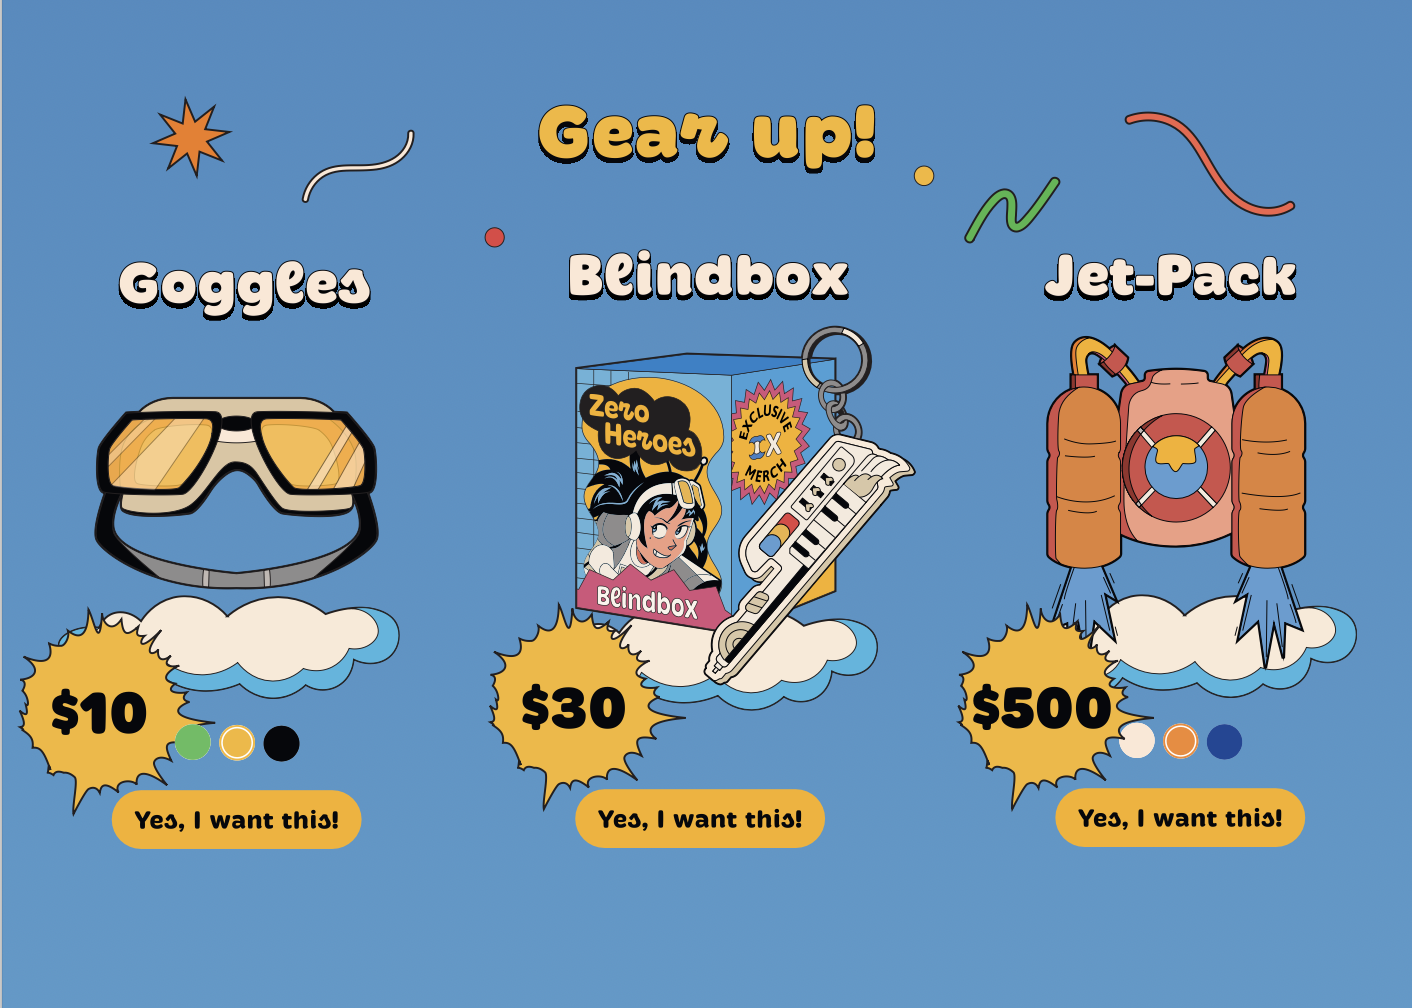 Gear up!
Goggles
Blindbox
Jet-Pack
Zero
Heroes
EXCLUSIVE
IX
MERCH
Blindbox
$10
$30
$500
Yes, I want this!
Yes, I want this!
Yes, I want this!